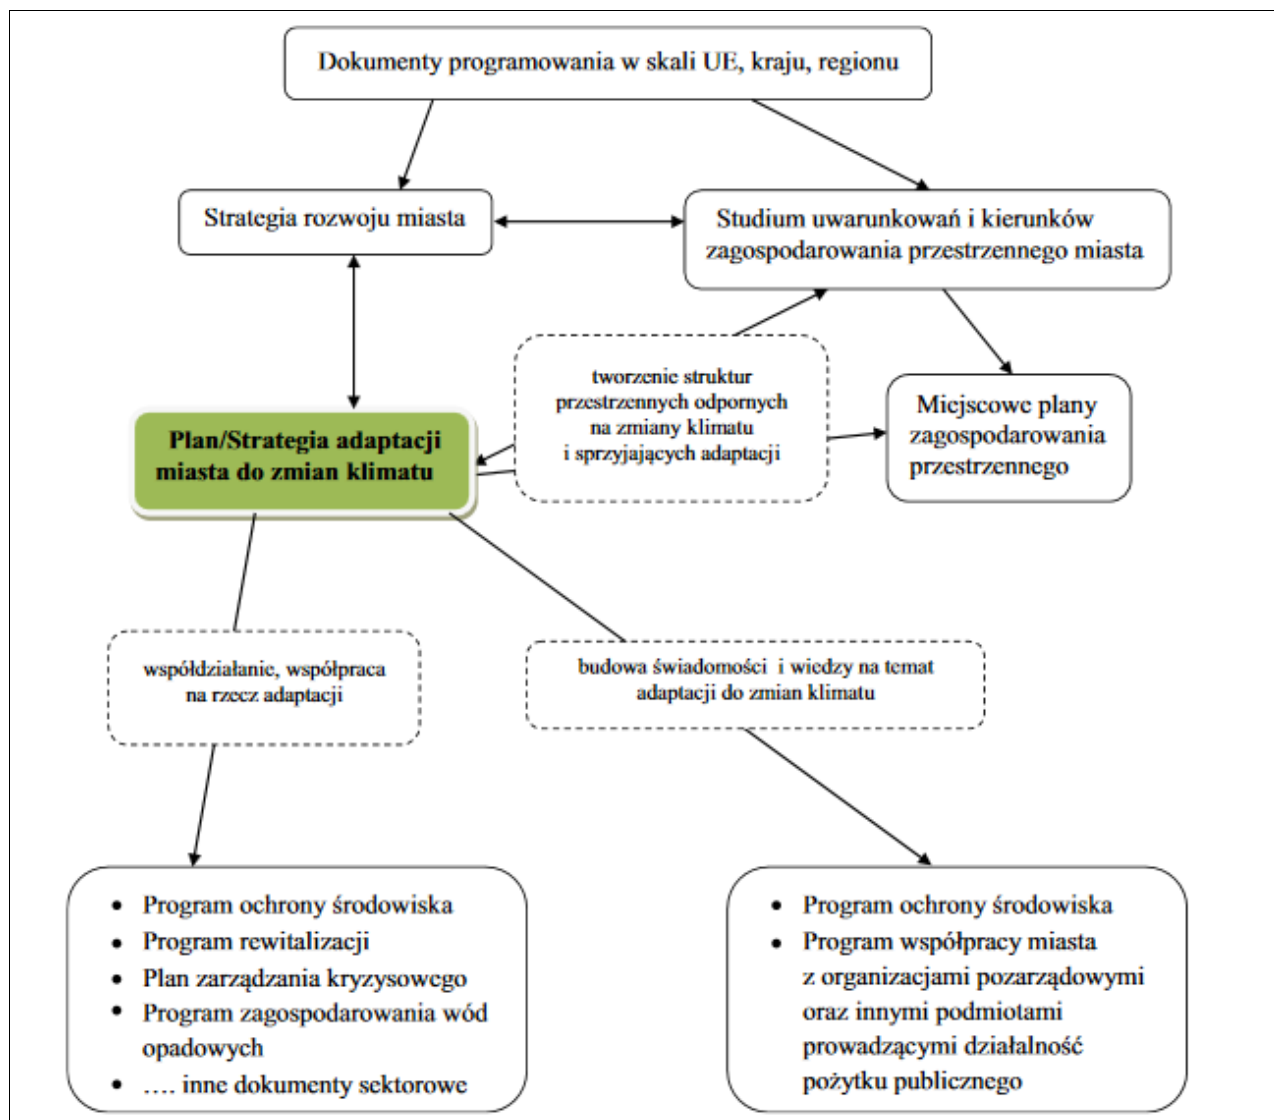 Dokumenty programowania w skali UE, kraju, regionu
Strategia rozwoju miasta
Studium uwarunkowań i kierunków
zagospodarowania przestrzennego miasta
tworzenie struktur
przestrzennych odpornych
na zmiany klimatu
i sprzyjających adaptacji
Miejscowe plany
zagospodarowania
przestrzennego
Plan/Strategia adaptacji
miasta do zmian klimatu
współdziałanie, współpraca
na rzecz adaptacji
budowa świadomości i wiedzy na temat
adaptacji do zmian klimatu
• Program ochrony środowiska
• Program rewitalizacji
• Plan zarządzania kryzysowego
• Program zagospodarowania wód
opadowych
• …. inne dokumenty sektorowe
• Program ochrony środowiska
• Program współpracy miasta
z organizacjami pozarządowymi
oraz innymi podmiotami
prowadzącymi działalność
pożytku publicznego